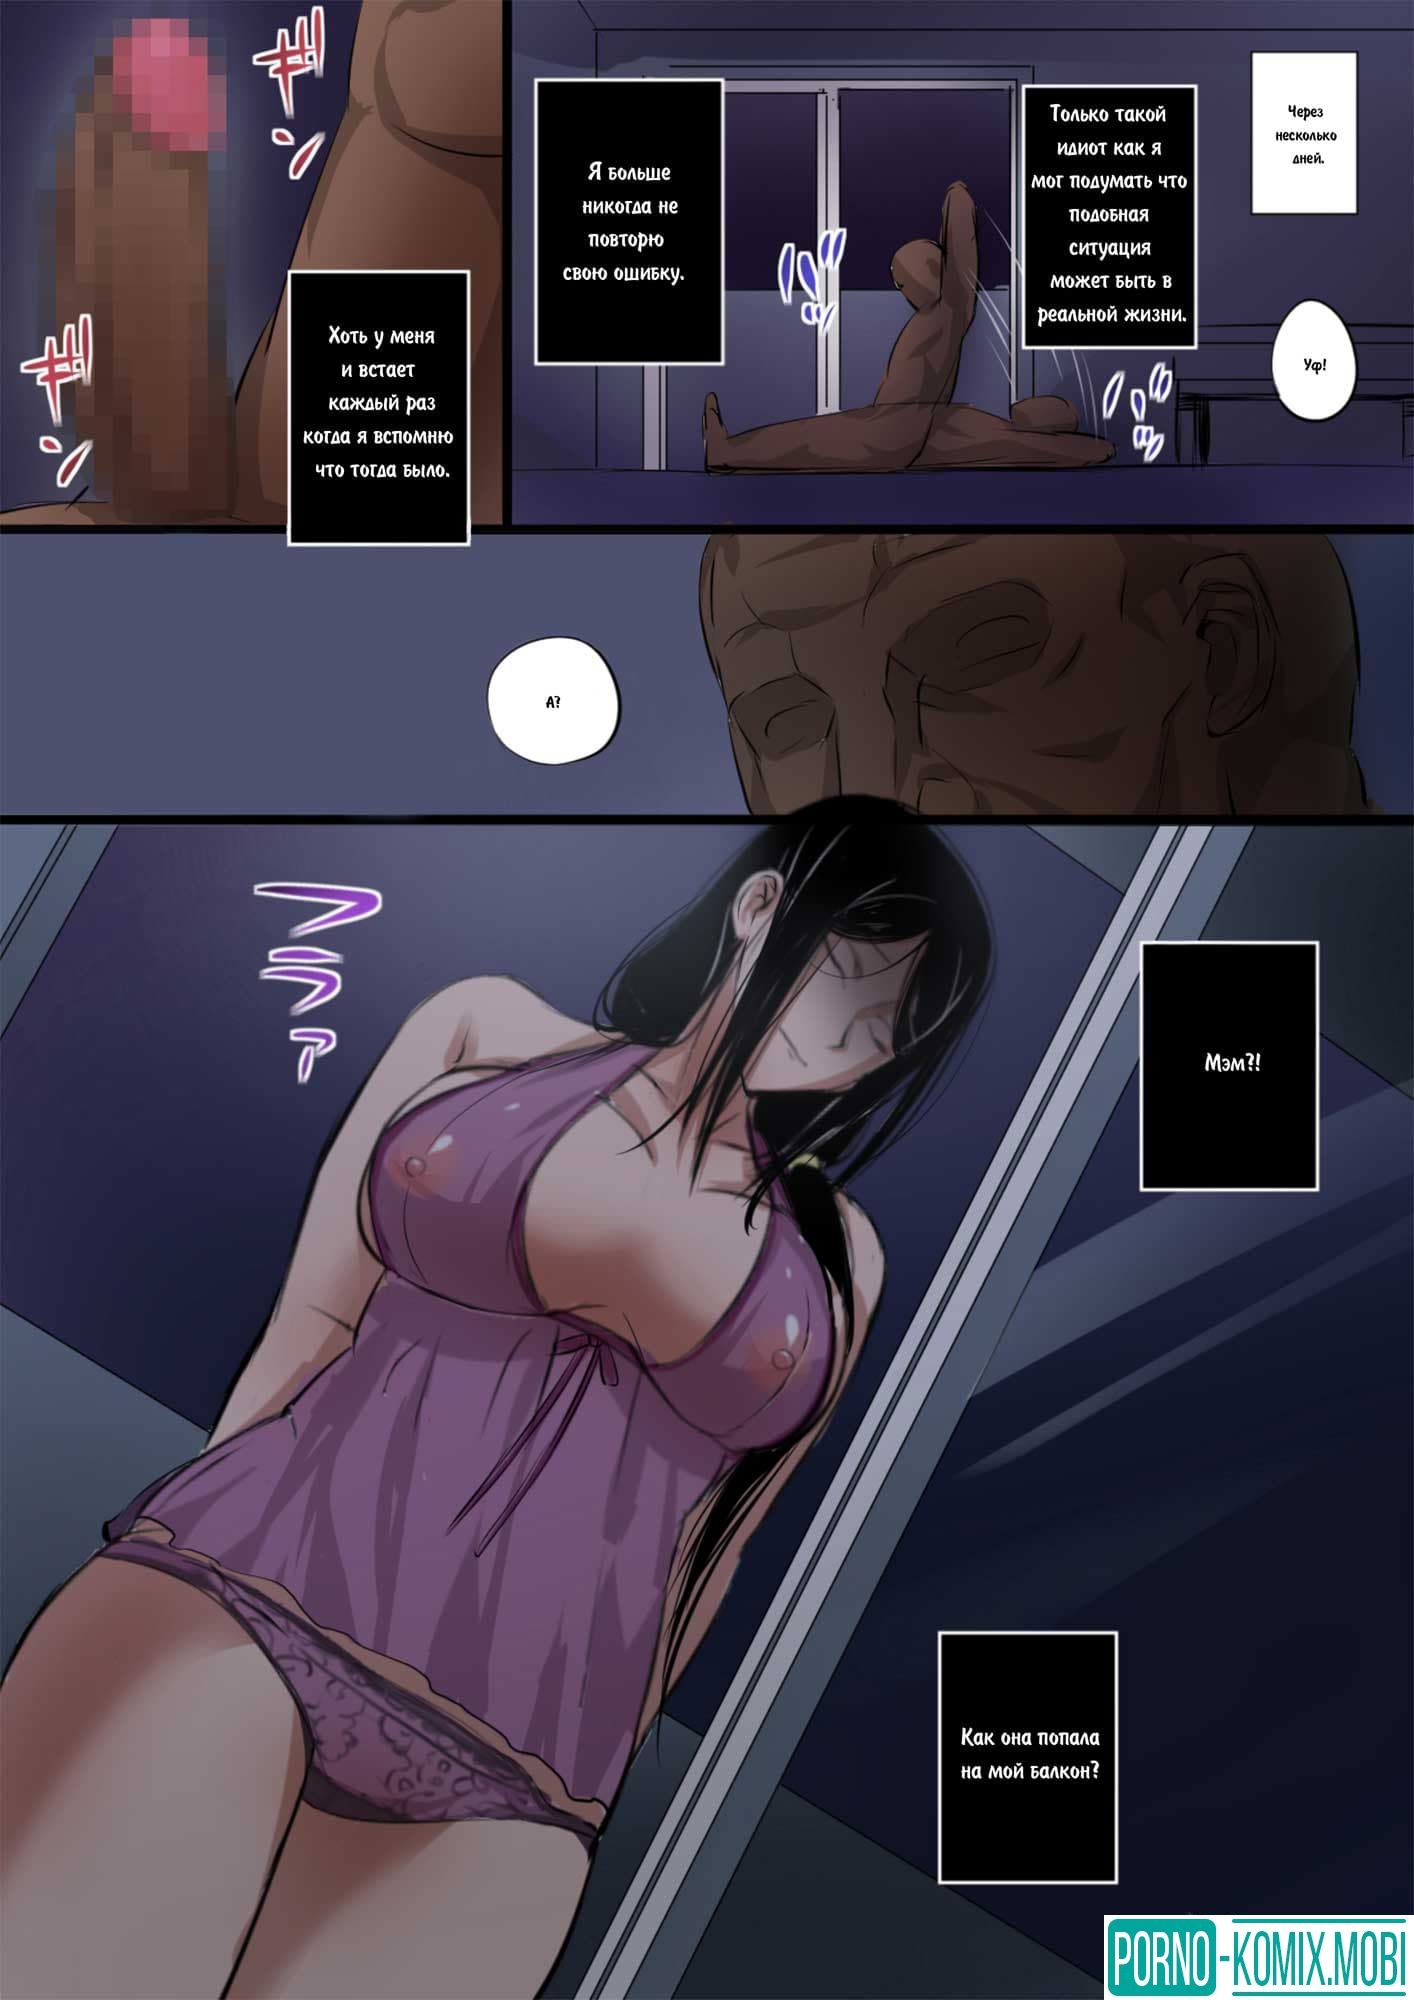 Через
несколько
дней.
Уф!
Только такой
идиот как я
мог подумать что
подобная
ситуация
может быть в
реальной жизни.
Я больше
никогда не
повторю
свою ошибку.
Хоть у меня
и встает
каждый раз
когда я вспомню
что тогда было.
А?
Мэм?!
Как она попала
на мой балкон?
PORNO-KOMIX.MOBI